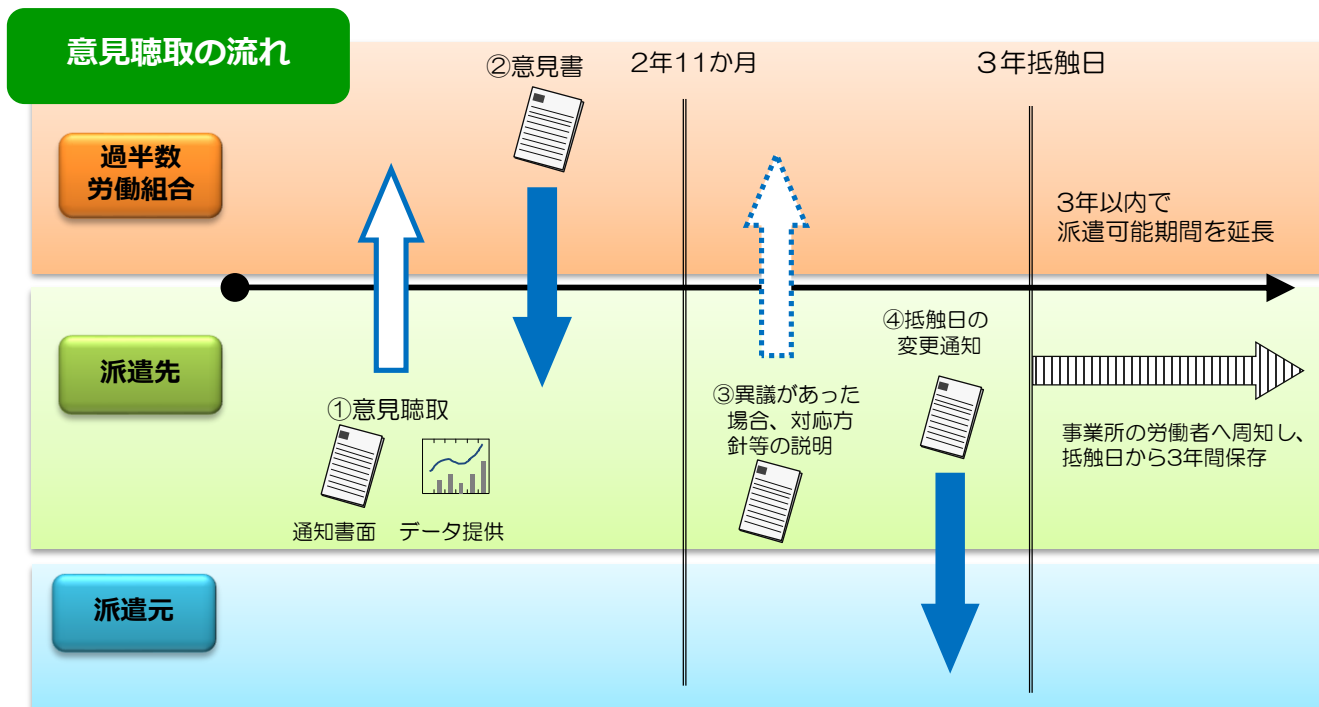 意見聴取の流れ
②意見書
2年11か月
３年抵触日
過半数
労働組合
3年以内で
派遣可能期間を延長
派遣先
①意見聴取
通知書面
データ提供
③異議があった
場合、対応方
針等の説明
④抵触日の
変更通知
事業所の労働者へ周知し、
抵触日から3年間保存
派遣元